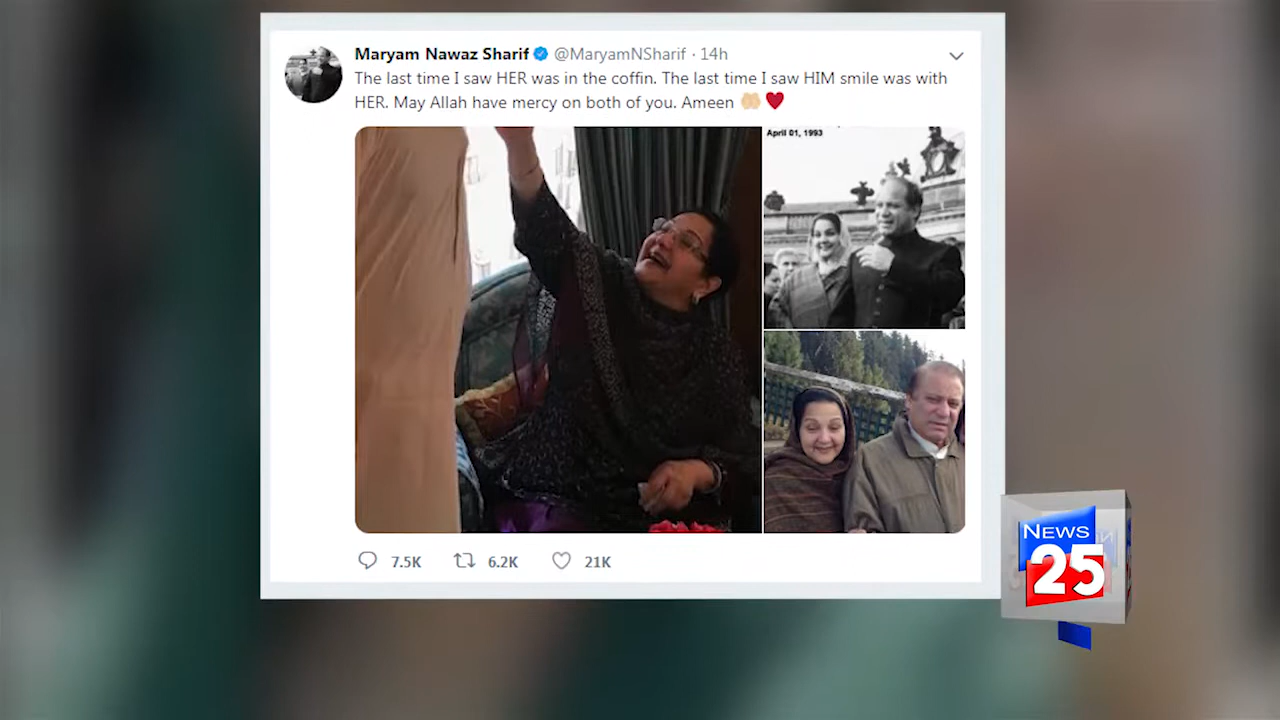 Maryam Nawaz Sharif @MaryamNSharif · 14h
The last time I saw HER was in the coffin. The last time I saw HIM smile was with
HER. May Allah have mercy on both of you. Ameen 🤲🏼 ♥️
April 01, 1993
7.5K 6.2K 21K
NEWS
25